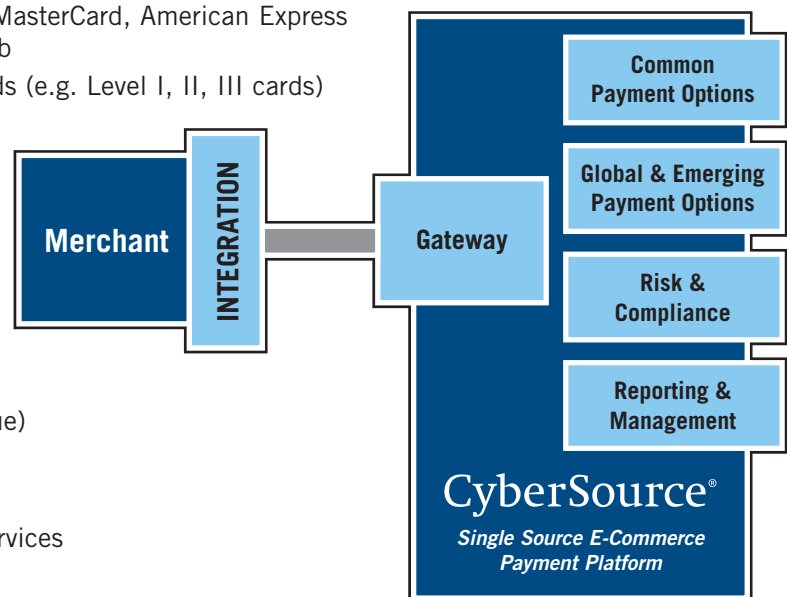 MasterCard, American Express
b
ds (e.g. Level I, II, III cards)
ue)
rvices
Merchant
INTEGRATION
Gateway
Common
Payment Options
Global & Emerging
Payment Options
Risk &
Compliance
Reporting &
Management
CyberSource®
Single Source E-Commerce
Payment Platform